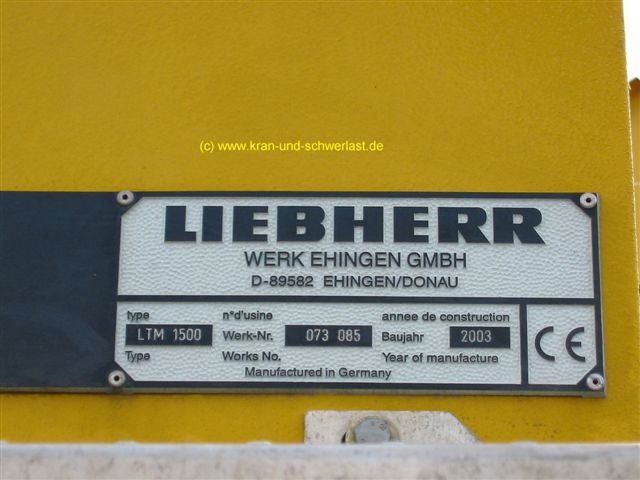 (c) www.kran-und-schwerlast.de
LIEBHERR
WERK EHINGEN GMBH
D-89582 EHINGEN/DONAU
type n°d'usine annee de construction
LTM 1500 Werk-Nr. 073 085 Baujahr 2003
Type Works No. Year of manufacture
Manufactured in Germany
CE